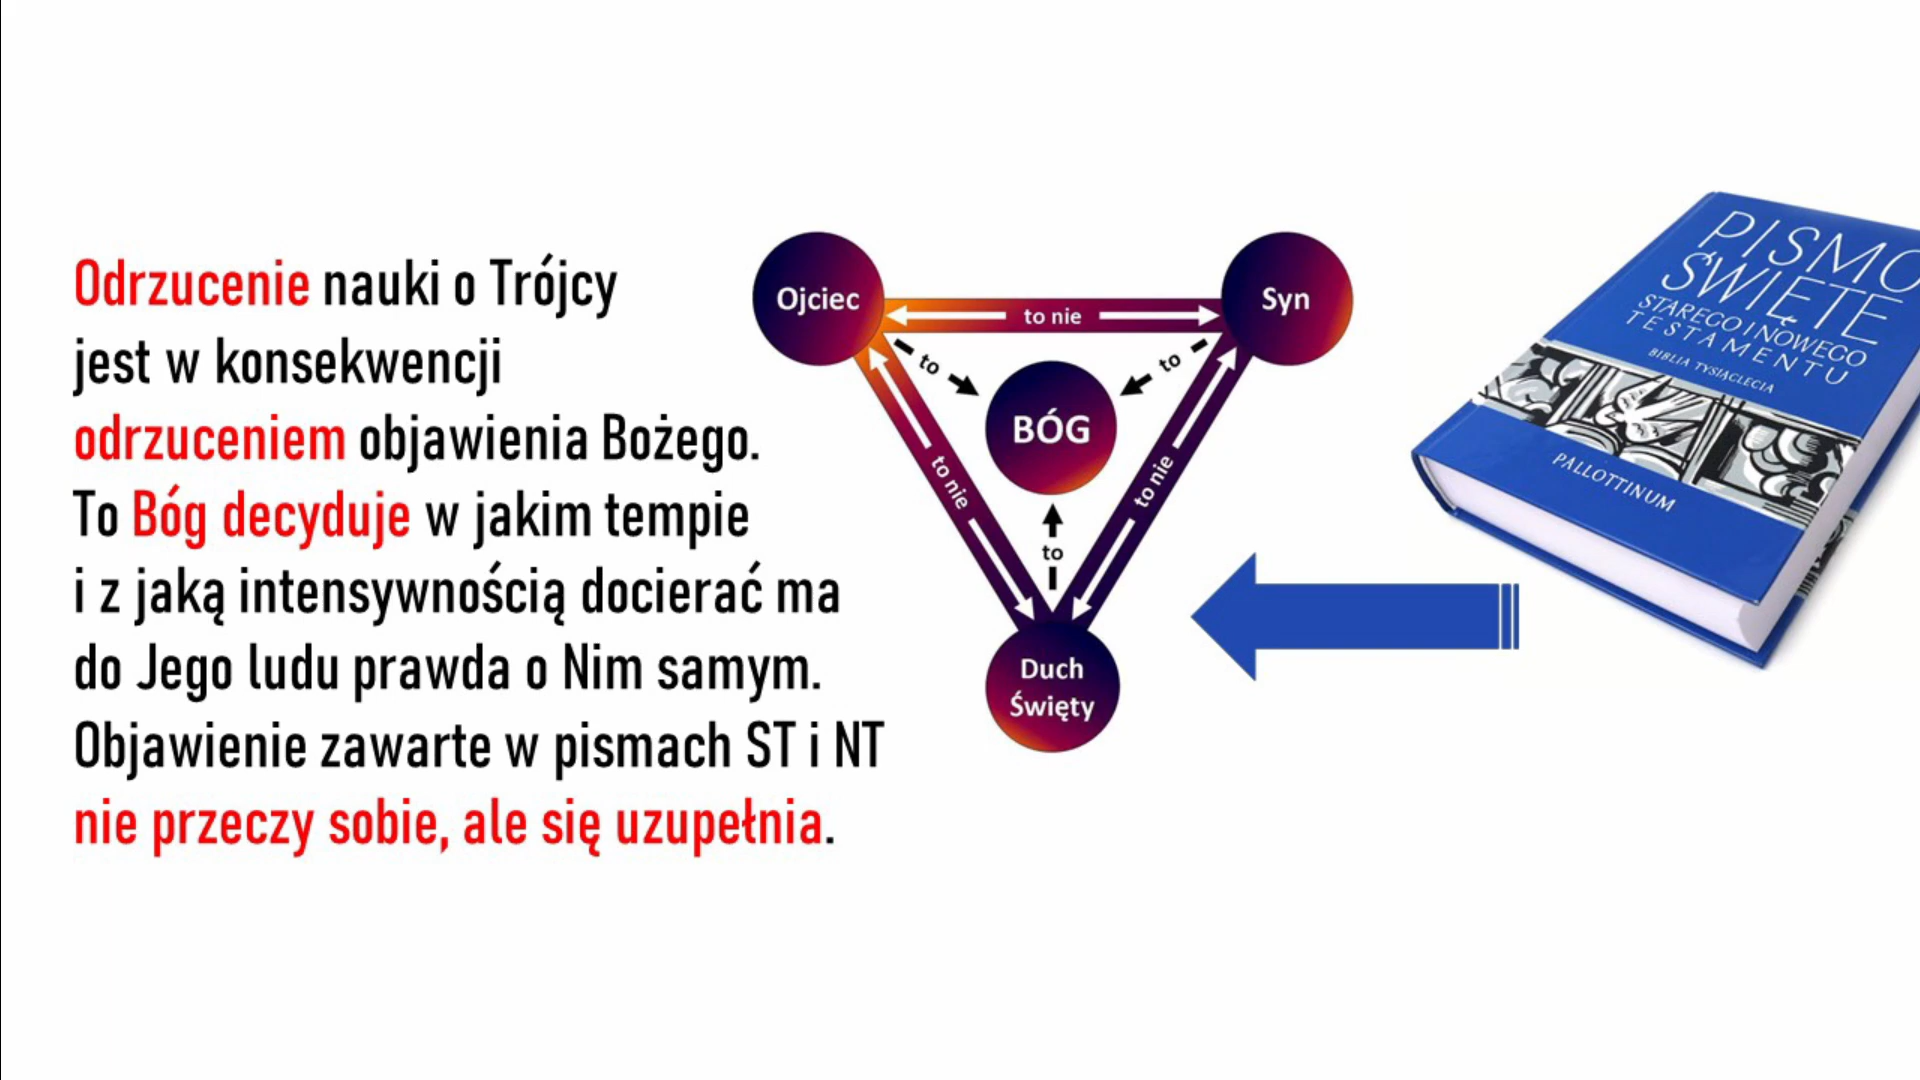 Odrzucenie nauki o Trójcy
jest w konsekwencji
odrzuceniem objawienia Bożego.
To Bóg decyduje w jakim tempie
i z jaką intensywnością docierać ma
do Jego ludu prawda o Nim samym.
Objawienie zawarte w pismach ST i NT
nie przeczy sobie, ale się uzupełnia.
Ojciec
to nie
Syn
to
to
BÓG
to nie
to nie
to
Duch
Święty
PISMO
ŚWIĘTE
STAREGO I NOWEGO
TESTAMENTU
BIBLIA TYSIĄCLECIA
PALLOTTINUM